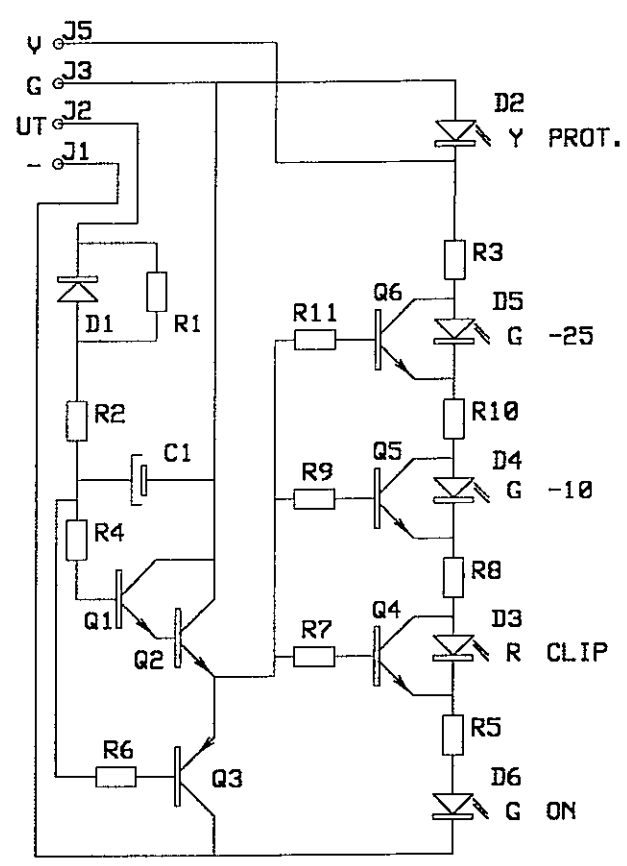 Y J5
G J3
UT J2
- J1
D2
Y PROT.
R3
D1
R1
R11
Q6
D5
G -25
R2
R10
C1
Q5
D4
R9
G -10
R4
R8
Q1
Q2
R7
Q4
D3
R CLIP
R5
R6
Q3
D6
G ON